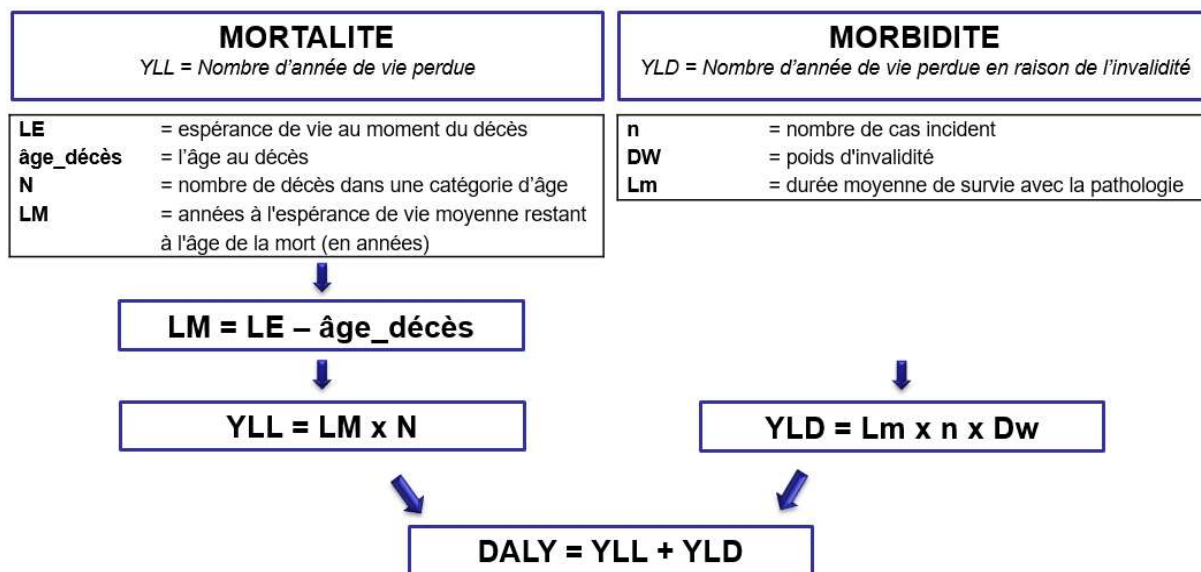 MORTALITE
YLL = Nombre d'année de vie perdue
LE = espérance de vie au moment du décès
âge_décès = l'âge au décès
N = nombre de décès dans une catégorie d'âge
LM = années à l'espérance de vie moyenne restant
à l'âge de la mort (en années)
LM = LE – âge_décès
YLL = LM x N
MORBIDITE
YLD = Nombre d'année de vie perdue en raison de l'invalidité
n = nombre de cas incident
DW = poids d'invalidité
Lm = durée moyenne de survie avec la pathologie
YLD = Lm x n x Dw
DALY = YLL + YLD